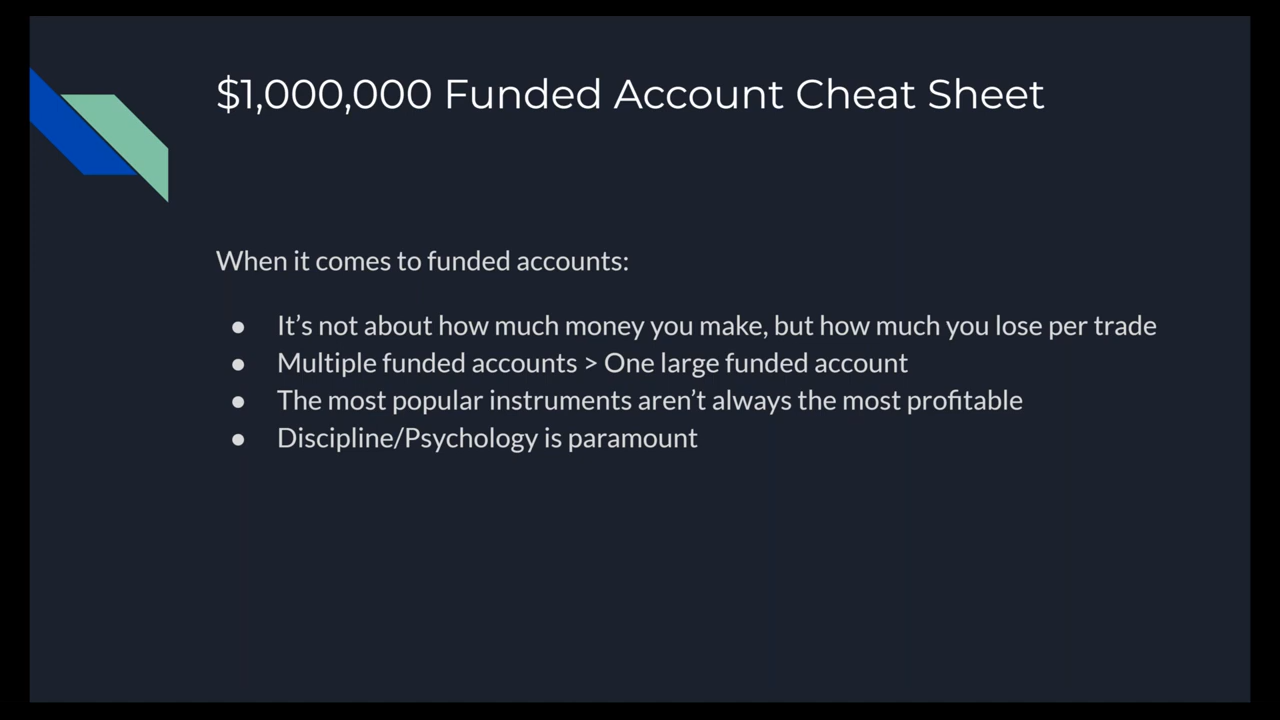 $1,000,000 Funded Account Cheat Sheet
When it comes to funded accounts:
● It’s not about how much money you make, but how much you lose per trade
● Multiple funded accounts > One large funded account
● The most popular instruments aren’t always the most profitable
● Discipline/Psychology is paramount